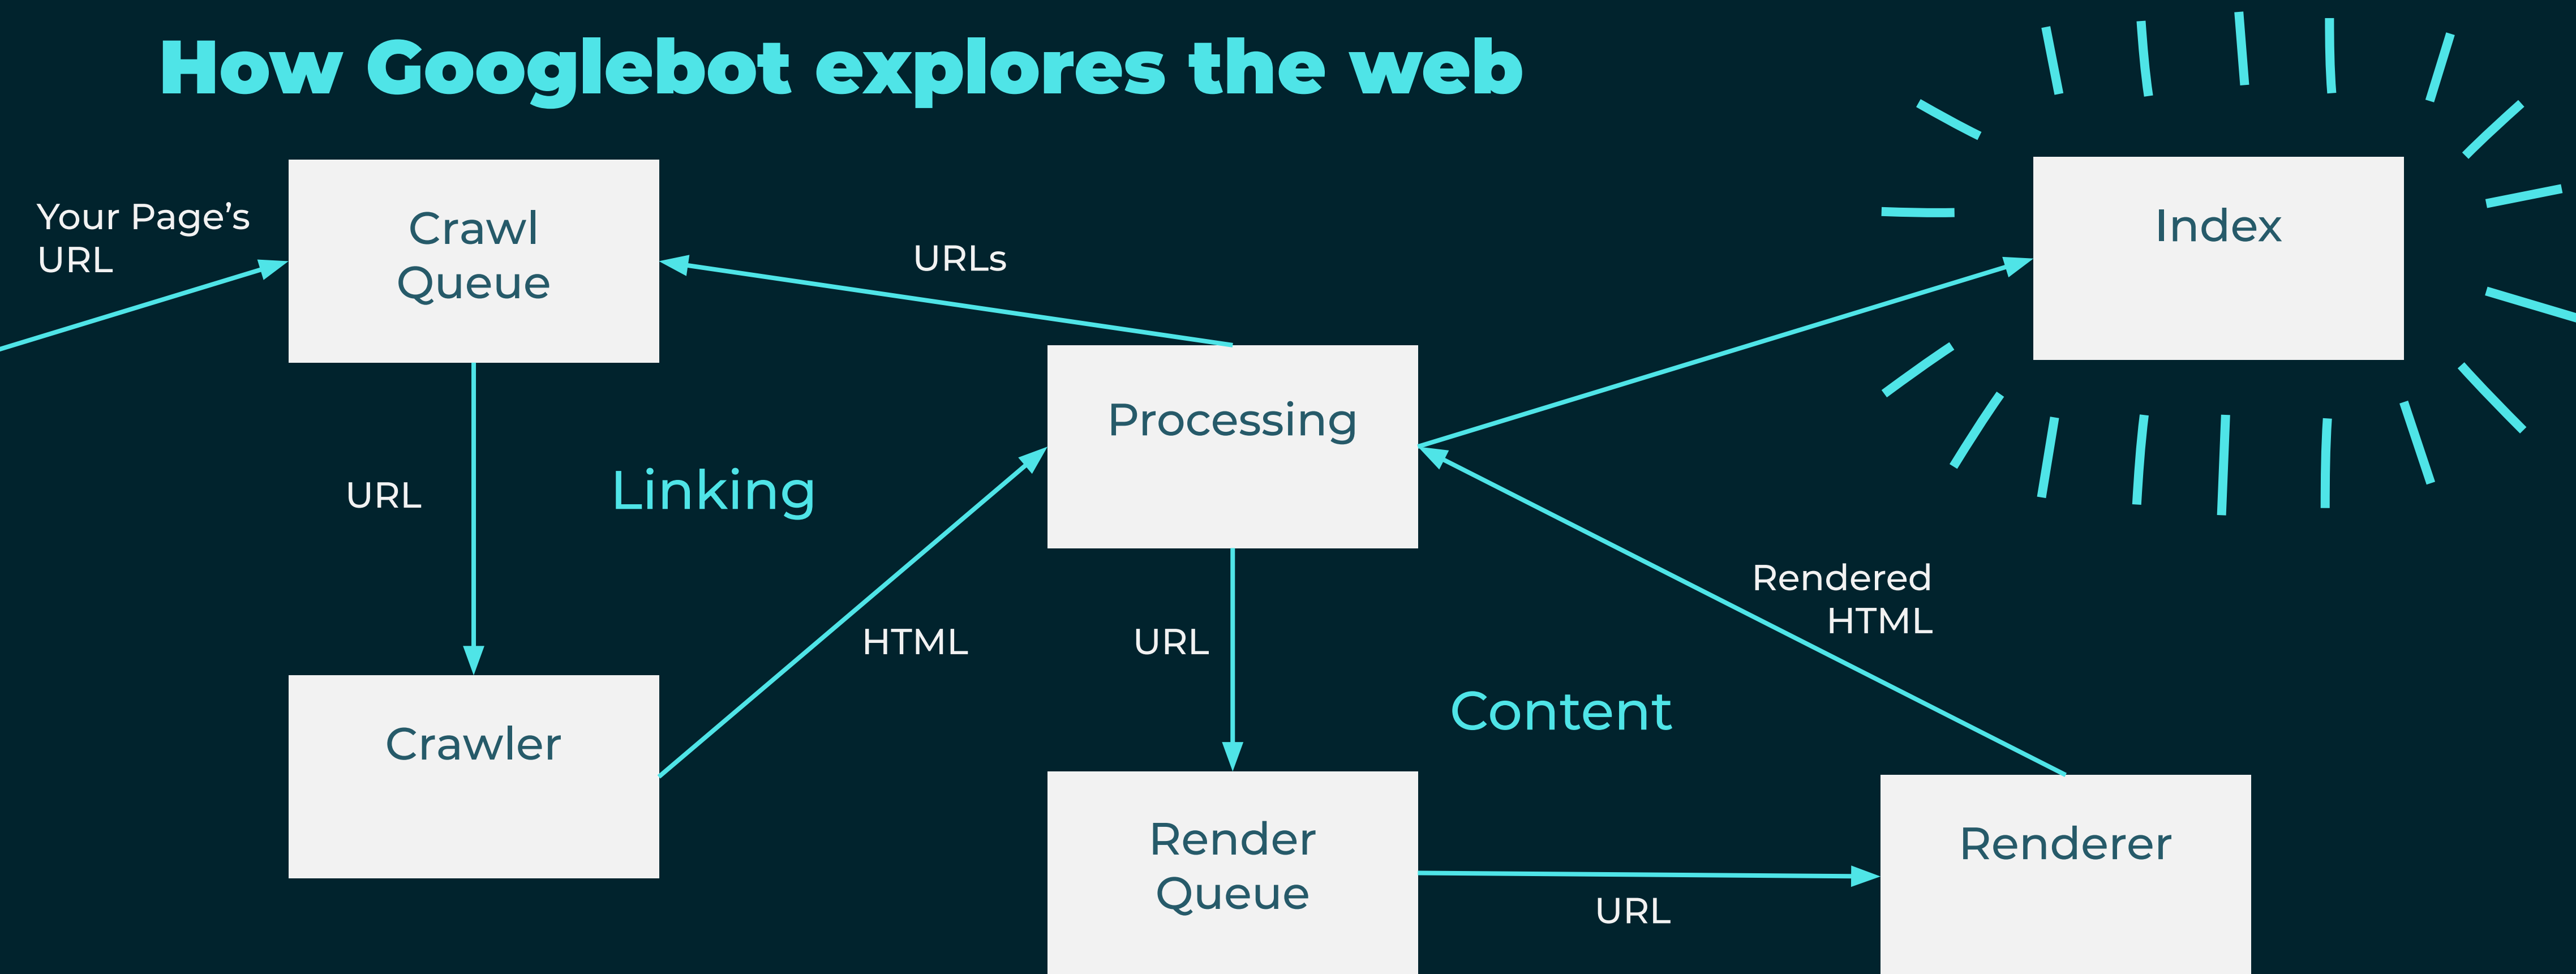 How Googlebot explores the web
Your Page’s
URL
Crawl
Queue
URLs
Index
Processing
Linking
URL
HTML
URL
Rendered
HTML
Content
Crawler
Render
Queue
URL
Renderer